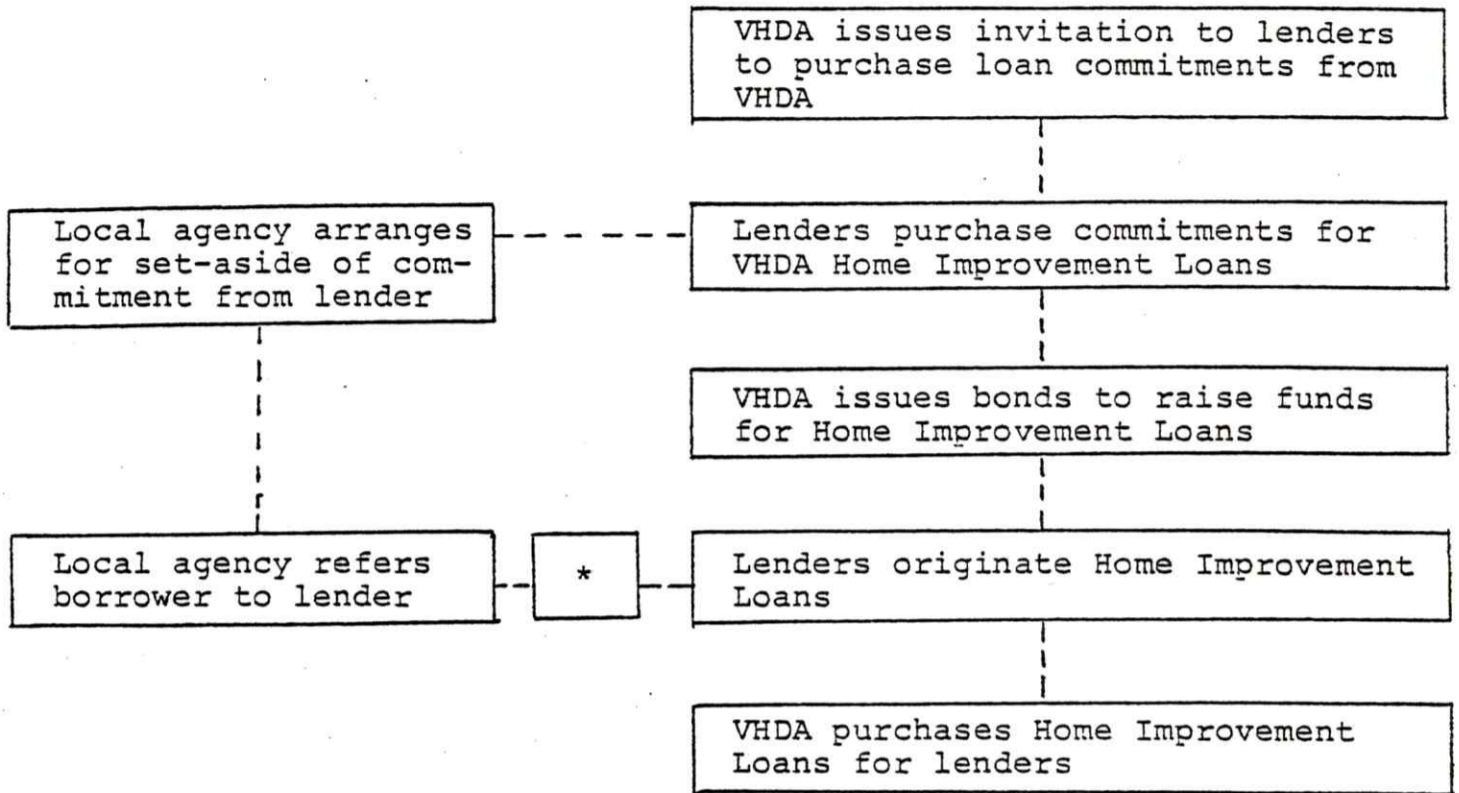 VHDA issues invitation to lenders
to purchase loan commitments from
VHDA
Local agency arranges
for set-aside of com-
mitment from lender
Lenders purchase commitments for
VHDA Home Improvement Loans
VHDA issues bonds to raise funds
for Home Improvement Loans
Local agency refers
borrower to lender
*
Lenders originate Home Improvement
Loans
VHDA purchases Home Improvement
Loans for lenders